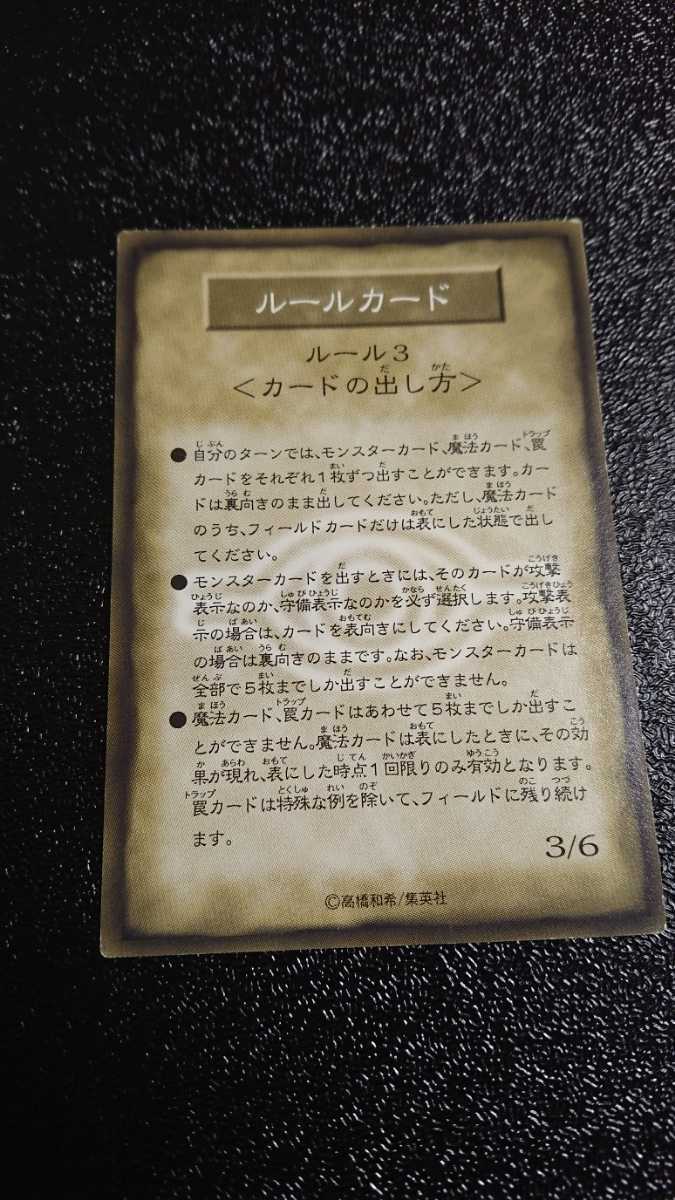 ルールカード
ルール3
<カードの出し方>
●自分のターンでは、モンスターカード、魔法カード、罠
カードをそれぞれ1枚ずつ出すことができます。カー
ドは裏向きのまま出してください。ただし、魔法カード
のうち、フィールドカードだけは表にした状態で出し
てください。
●モンスターカードを出すときには、そのカードが攻撃
表示なのか、守備表示なのかを必ず選択します。攻撃表
示の場合は、カードを表向きにしてください。守備表示
の場合は裏向きのままです。なお、モンスターカードは
全部で5枚までしか出すことができません。
●魔法カード、罠カードはあわせて5枚までしか出すこ
とができません。魔法カードは表にしたときに、その効
果が現れ、表にした時点1回限りのみ有効となります。
罠カードは特殊な例を除いて、フィールドに残り続け
ます。
3/6
©高橋和希/集英社